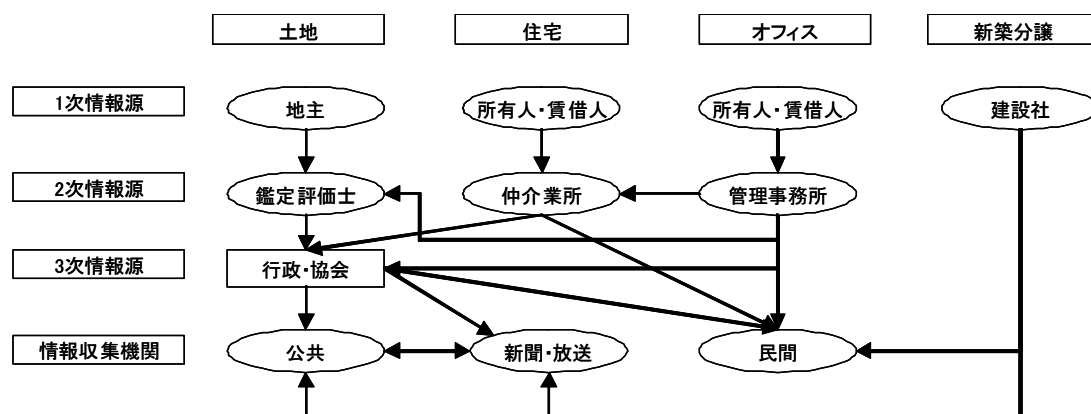 土地 住宅 オフィス 新築分譲
1次情報源 地主 所有人・賃借人 所有人・賃借人 建設社
2次情報源 鑑定評価士 仲介業所 管理事務所
3次情報源 行政・協会
情報収集機関 公共 新聞・放送 民間